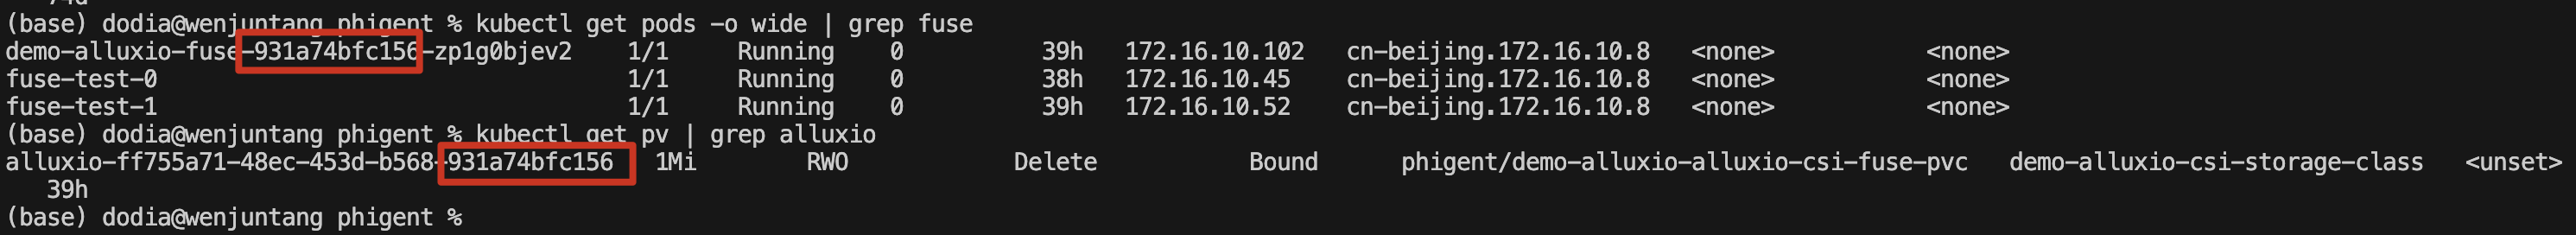 (base) dodia@wenjuntang phigent % kubectl get pods -o wide | grep fuse
demo-alluxio-fuse-931a74bfc156-zp1g0bjev2 1/1 Running 0 39h 172.16.10.102 cn-beijing.172.16.10.8 <none> <none>
fuse-test-0 1/1 Running 0 38h 172.16.10.45 cn-beijing.172.16.10.8 <none> <none>
fuse-test-1 1/1 Running 0 39h 172.16.10.52 cn-beijing.172.16.10.8 <none> <none>
(base) dodia@wenjuntang phigent % kubectl get pv | grep alluxio
alluxio-ff755a71-48ec-453d-b568-931a74bfc156 1Mi RWO Delete Bound phigent/demo-alluxio-alluxio-csi-fuse-pvc demo-alluxio-csi-storage-class <unset>
39h
(base) dodia@wenjuntang phigent %